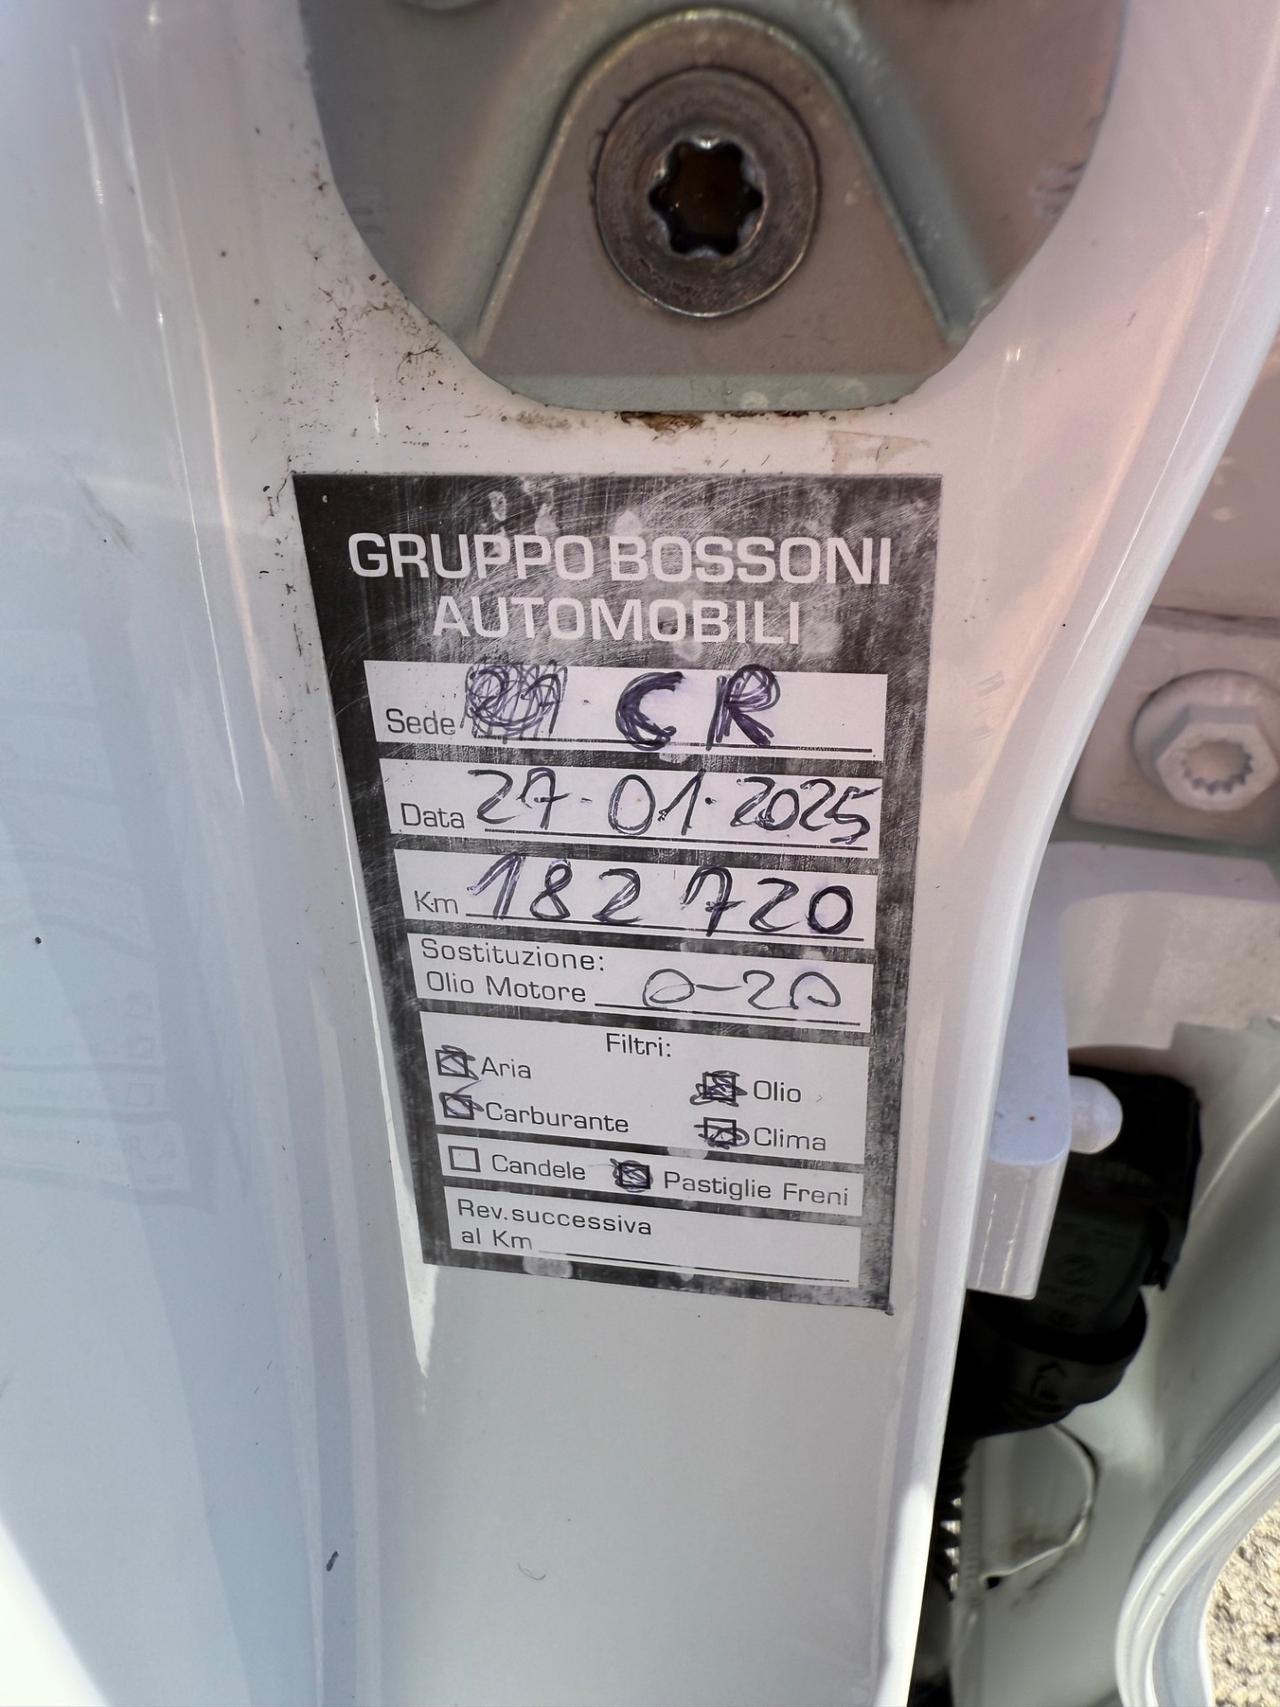 GRUPPO BOSSONI
AUTOMOBILI
Sede CR
Data 27-01-2025
Km 182720
Sostituzione:
Olio Motore 0-20
Filtri:
Aria
Olio
Carburante
Clima
Candele Pastiglie Freni
Rev. successiva
al Km